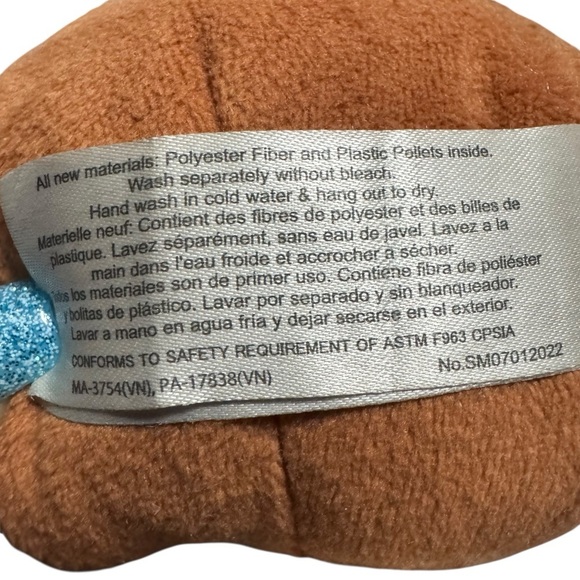 All new materials: Polyester Fiber and Plastic Pellets inside.
Wash separately without bleach.
Hand wash in cold water & hang out to dry.
Materielle neuf: Contient des fibres de polyester et des billes de
plastique. Lavez séparément, sans eau de javel. Lavez a la
main dans l'eau froide et accrocher a sécher.
los materiales son de primer uso. Contiene fibra de poliéster
y bolitas de plástico. Lavar por separado y sin blanqueador.
Lavar a mano en agua fría y dejar secarse en el exterior.
CONFORMS TO SAFETY REQUIREMENT OF ASTM F963 CPSIA
MA-3754(VN), PA-17838(VN) No.SM07012022